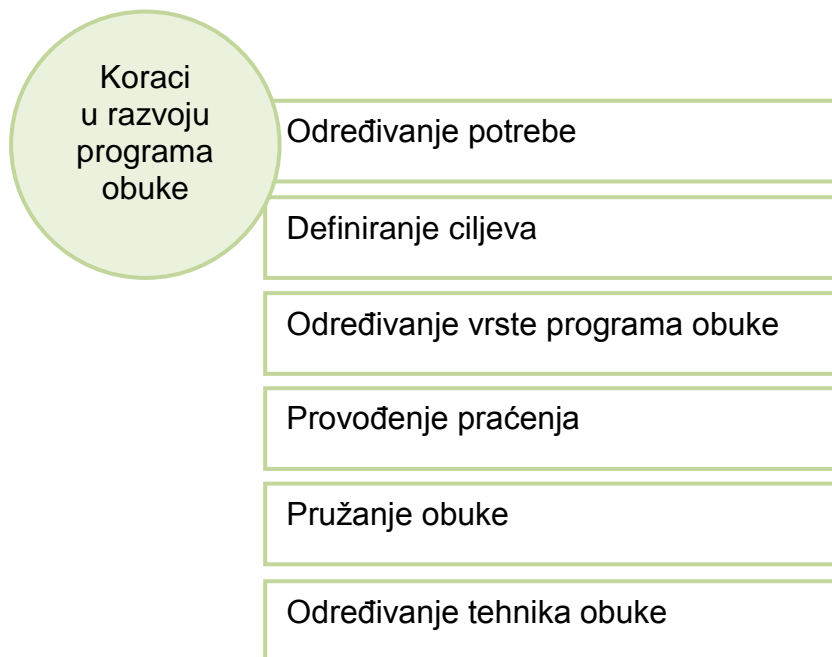 Koraci
u razvoju
programa
obuke
Određivanje potrebe
Definiranje ciljeva
Određivanje vrste programa obuke
Provođenje praćenja
Pružanje obuke
Određivanje tehnika obuke